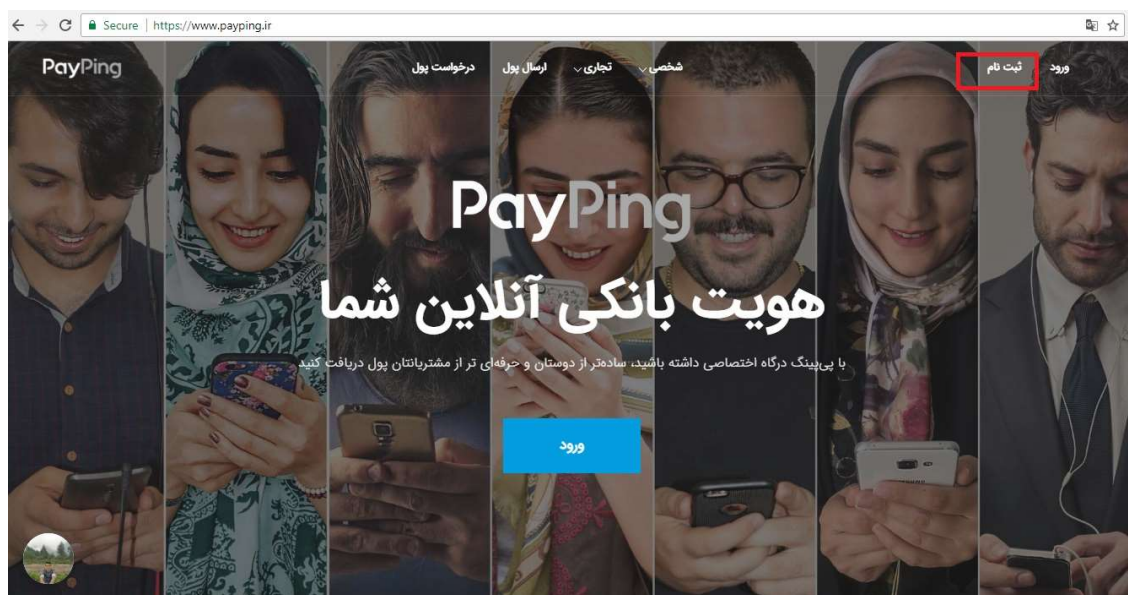 Secure | https://www.payping.ir
PayPing
درخواست پول
ارسال پول
تجاری
شخصی
ثبت نام
ورود
PayPing
هویت بانکی آنلاین شما
با پی‌پینگ درگاه اختصاصی داشته باشید، ساده‌تر از دوستان و حرفه‌ای تر از مشتریانتان پول دریافت کنید
ورود